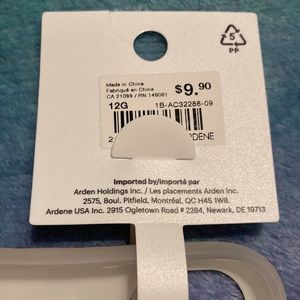 5
PP
Made in China
Fabriqué en Chine
CA 21099 / RN 148061
$9.90
12G
1B-AC32286-09
Imported by/importé par
Arden Holdings Inc. / Les placements Arden Inc.
2575, Boul. Pitfield, Montréal, QC H4S 1W8.
Ardene USA Inc. 2915 Ogletown Road # 2284, Newark, DE 19713